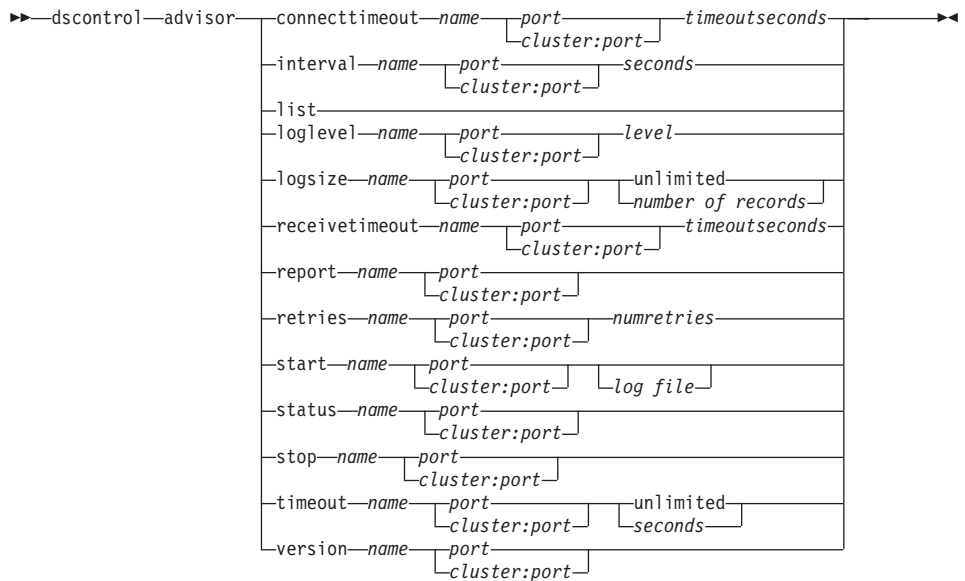 dscontrol advisor connecttimeout name port timeoutseconds
cluster:port
interval name port seconds
cluster:port
list
loglevel name port level
cluster:port
logsize name port unlimited
cluster:port number of records
receivetimeout name port timeoutseconds
cluster:port
report name port
cluster:port
retries name port numretries
cluster:port
start name port
cluster:port log file
status name port
cluster:port
stop name port
cluster:port
timeout name port unlimited
cluster:port seconds
version name port
cluster:port